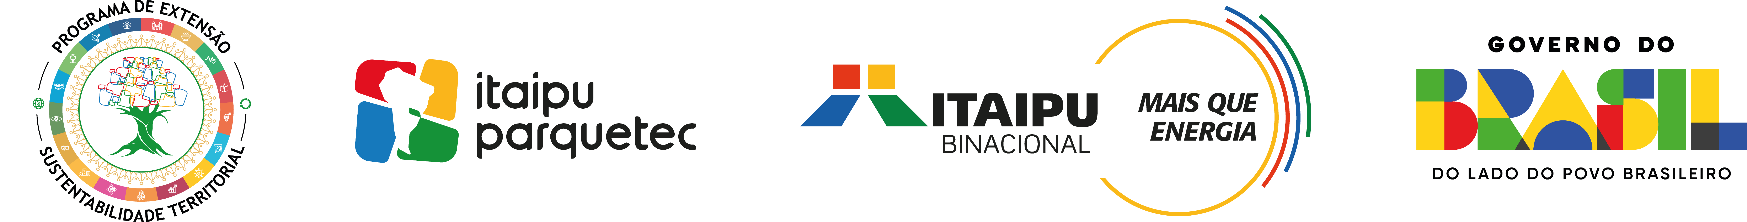 PROGRAMA DE EXTENSÃO
SUSTENTABILIDADE TERRITORIAL
itaipu
parquetec
ITAIPU
BINACIONAL
MAIS QUE
ENERGIA
GOVERNO DO
BRASIL
DO LADO DO POVO BRASILEIRO